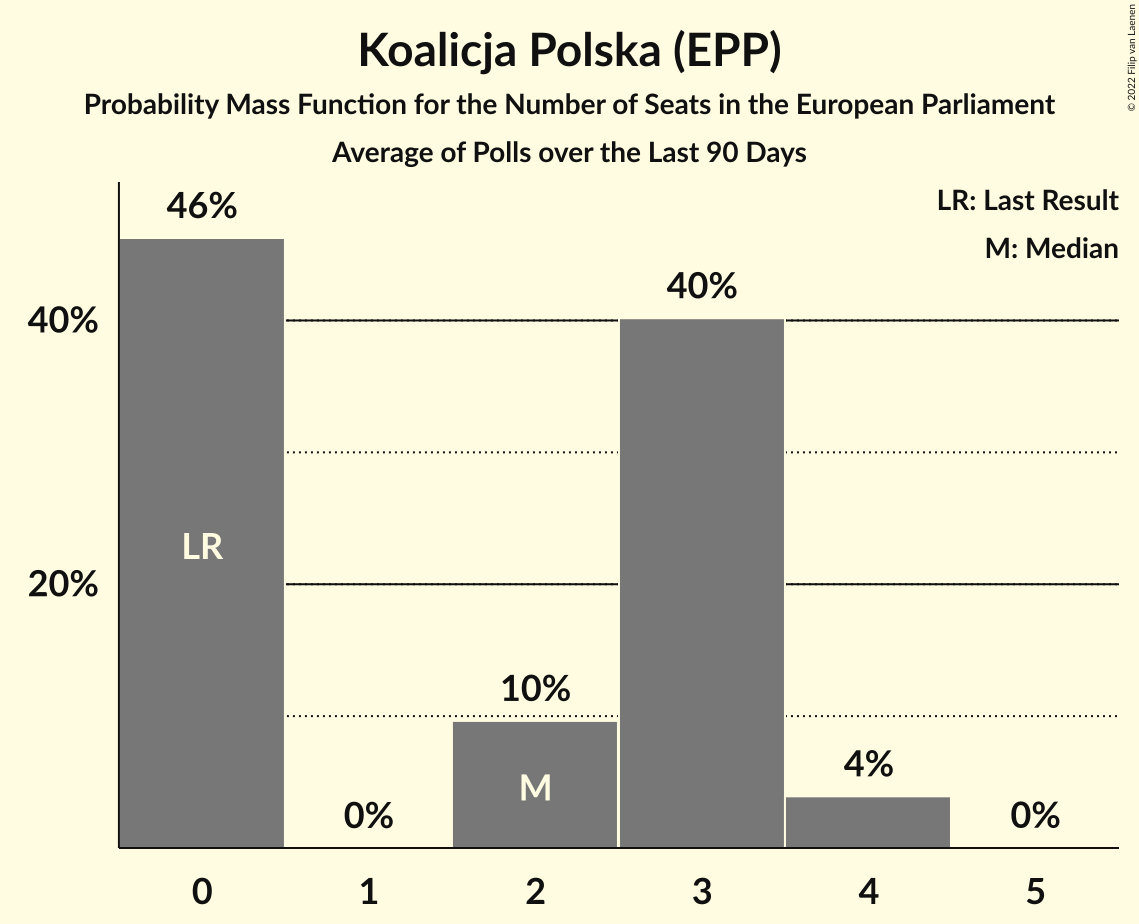 Koalicja Polska (EPP)
Probability Mass Function for the Number of Seats in the European Parliament
Average of Polls over the Last 90 Days
© 2022 Filip van Laenen
LR: Last Result
M: Median
46%
40%
40%
LR
20%
10%
M
4%
0%
0%
0 1 2 3 4 5